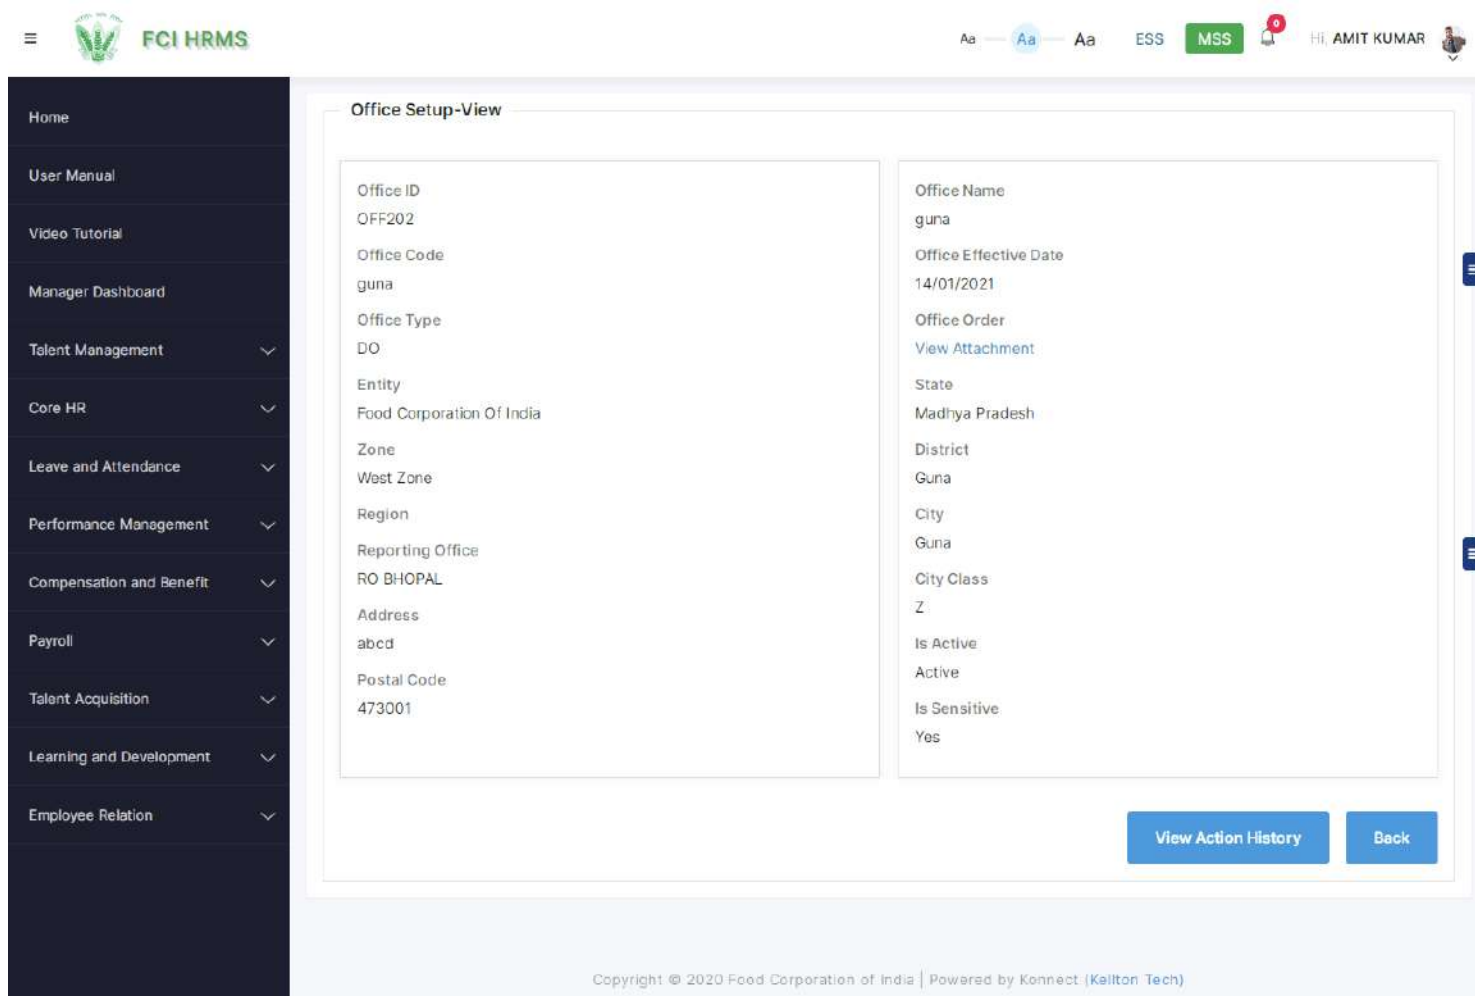 FCI HRMS
Aa Aa Aa ESS MSS 0 Hi, AMIT KUMAR
Home
User Manual
Video Tutorial
Manager Dashboard
Talent Management
Core HR
Leave and Attendance
Performance Management
Compensation and Benefit
Payroll
Talent Acquisition
Learning and Development
Employee Relation
Office Setup-View
Office ID
OFF202
Office Code
guna
Office Type
DO
Entity
Food Corporation Of India
Zone
West Zone
Region
Reporting Office
RO BHOPAL
Address
abcd
Postal Code
473001
Office Name
guna
Office Effective Date
14/01/2021
Office Order
View Attachment
State
Madhya Pradesh
District
Guna
City
Guna
City Class
Z
Is Active
Active
Is Sensitive
Yes
View Action History
Back
Copyright © 2020 Food Corporation of India | Powered by Konnect (Kellton Tech)